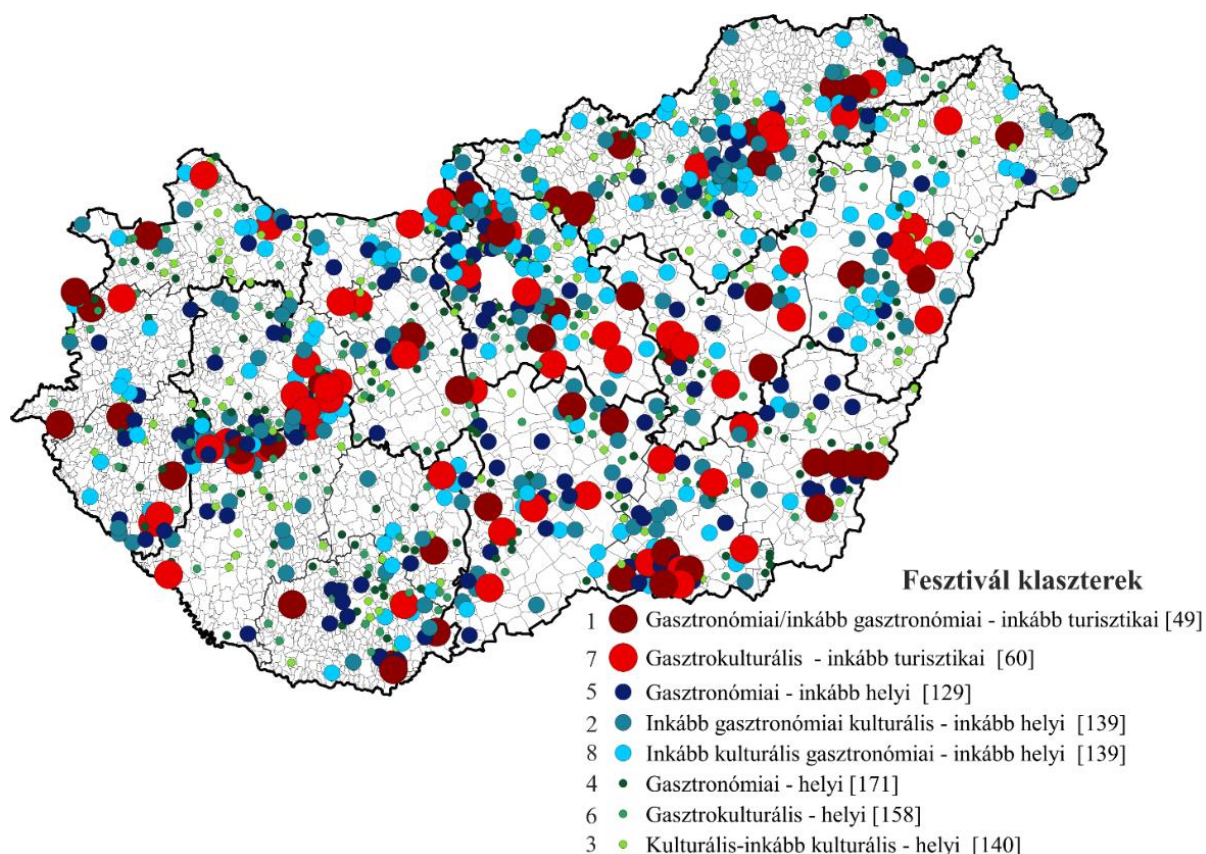 Fesztivál klaszterek
1 Gasztronómiai/inkább gasztronómiai - inkább turisztikai [49]
7 Gasztrokulturális - inkább turisztikai [60]
5 Gasztronómiai - inkább helyi [129]
2 Inkább gasztronómiai kulturális - inkább helyi [139]
8 Inkább kulturális gasztronómiai - inkább helyi [139]
4 Gasztronómiai - helyi [171]
6 Gasztrokulturális - helyi [158]
3 Kulturális-inkább kulturális - helyi [140]